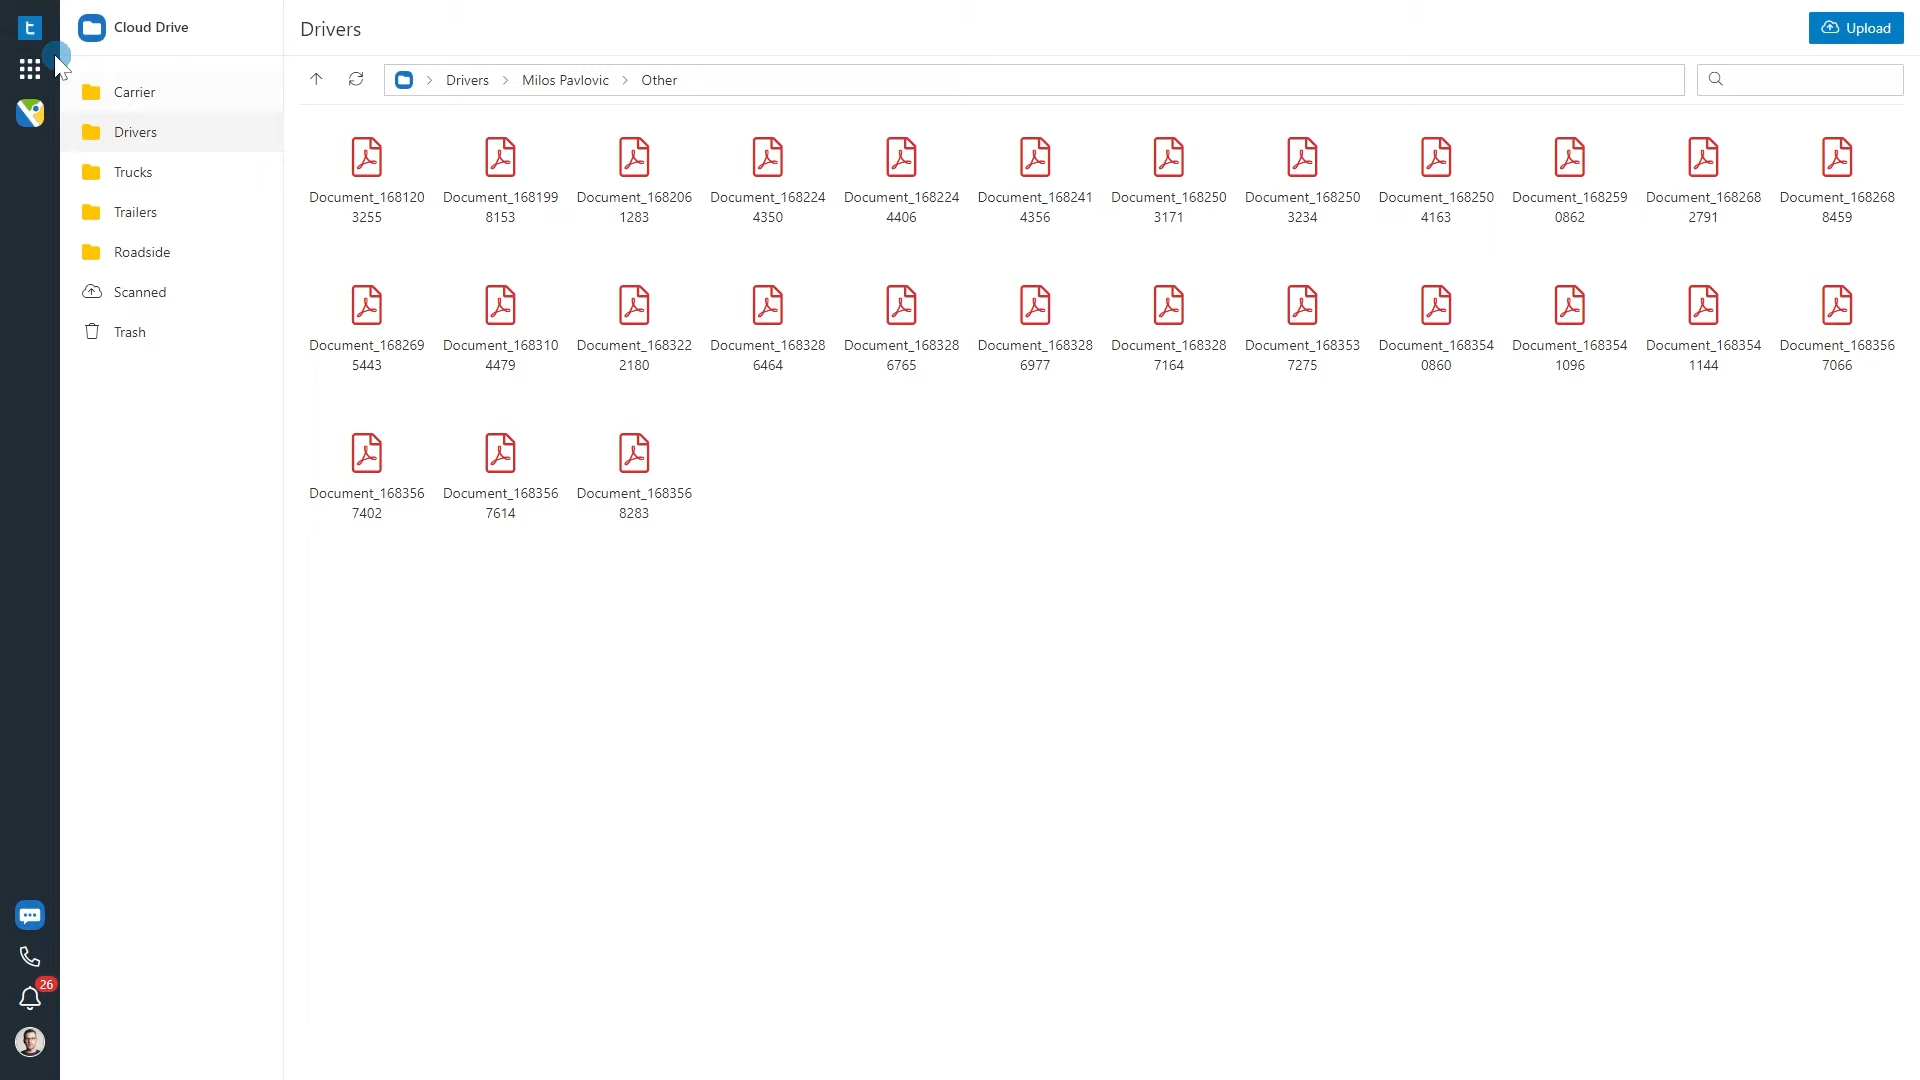 t
Cloud Drive
Carrier
Drivers
Trucks
Trailers
Roadside
Scanned
Trash
26
Drivers
Upload
Drivers
Milos Pavlovic
Other
Document_168120
3255
Document_168199
8153
Document_168206
1283
Document_168224
4350
Document_168224
4406
Document_168241
4356
Document_168250
3171
Document_168250
3234
Document_168250
4163
Document_168259
0862
Document_168268
2791
Document_168268
8459
Document_168269
5443
Document_168310
4479
Document_168322
2180
Document_168328
6464
Document_168328
6765
Document_168328
6977
Document_168328
7164
Document_168353
7275
Document_168354
0860
Document_168354
1096
Document_168354
1144
Document_168356
7066
Document_168356
7402
Document_168356
7614
Document_168356
8283